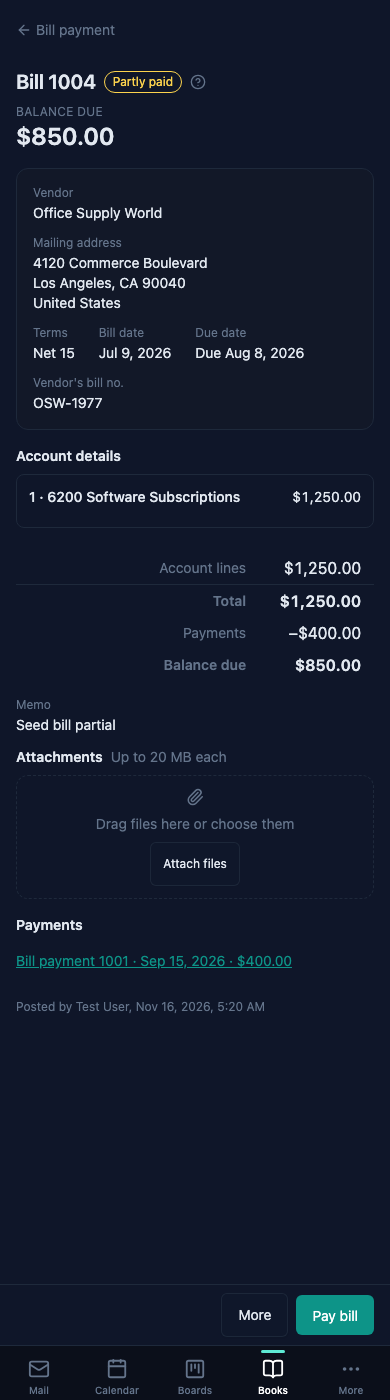 Bill payment
Bill 1004 Partly paid
BALANCE DUE
$850.00
Vendor
Office Supply World
Mailing address
4120 Commerce Boulevard
Los Angeles, CA 90040
United States
Terms Bill date Due date
Net 15 Jul 9, 2026 Due Aug 8, 2026
Vendor's bill no.
OSW-1977
Account details
1 · 6200 Software Subscriptions $1,250.00
Account lines $1,250.00
Total $1,250.00
Payments –$400.00
Balance due $850.00
Memo
Seed bill partial
Attachments Up to 20 MB each
Drag files here or choose them
Attach files
Payments
Bill payment 1001 · Sep 15, 2026 · $400.00
Posted by Test User, Nov 16, 2026, 5:20 AM
More Pay bill
Mail Calendar Boards Books More